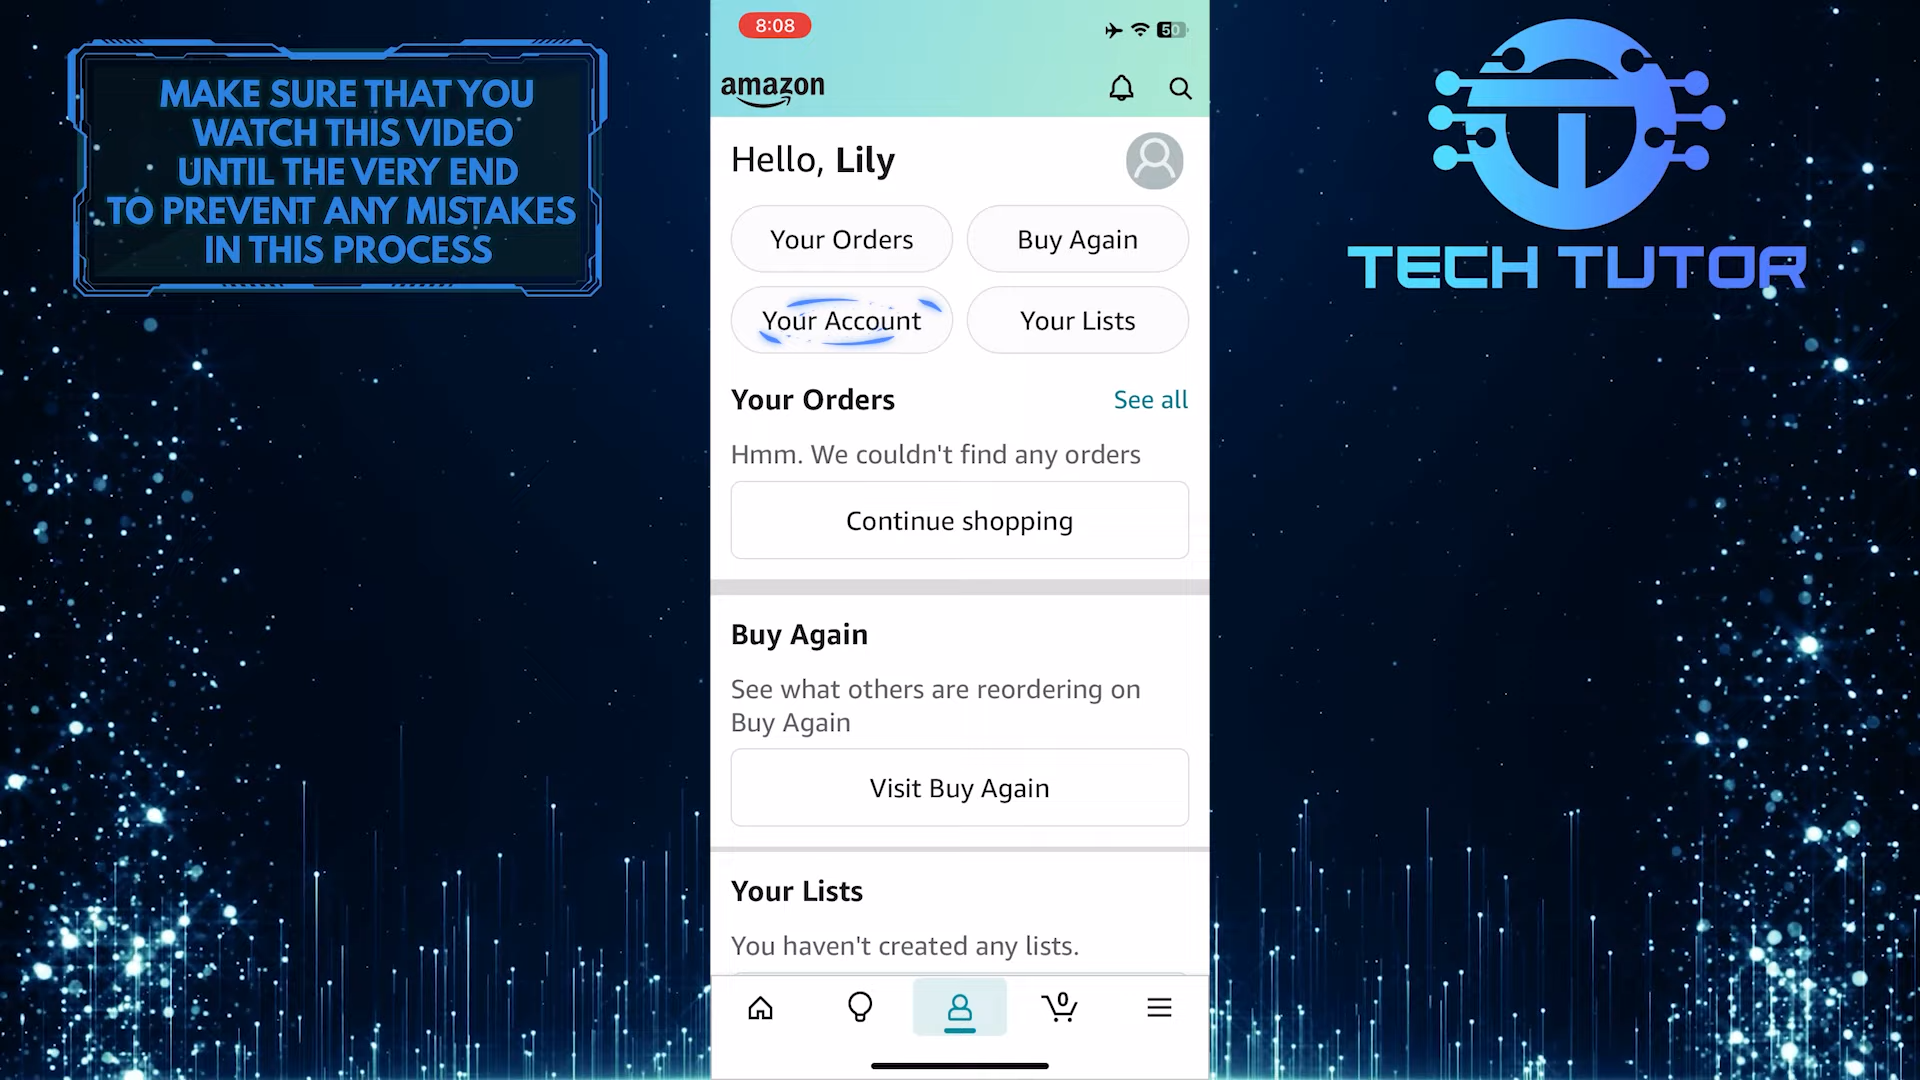 MAKE SURE THAT YOU
WATCH THIS VIDEO
UNTIL THE VERY END
TO PREVENT ANY MISTAKES
IN THIS PROCESS
8:08
50
amazon
Hello, Lily
Your Orders
Buy Again
Your Account
Your Lists
Your Orders
See all
Hmm. We couldn't find any orders
Continue shopping
Buy Again
See what others are reordering on
Buy Again
Visit Buy Again
Your Lists
You haven't created any lists.
0
TECH TUTOR